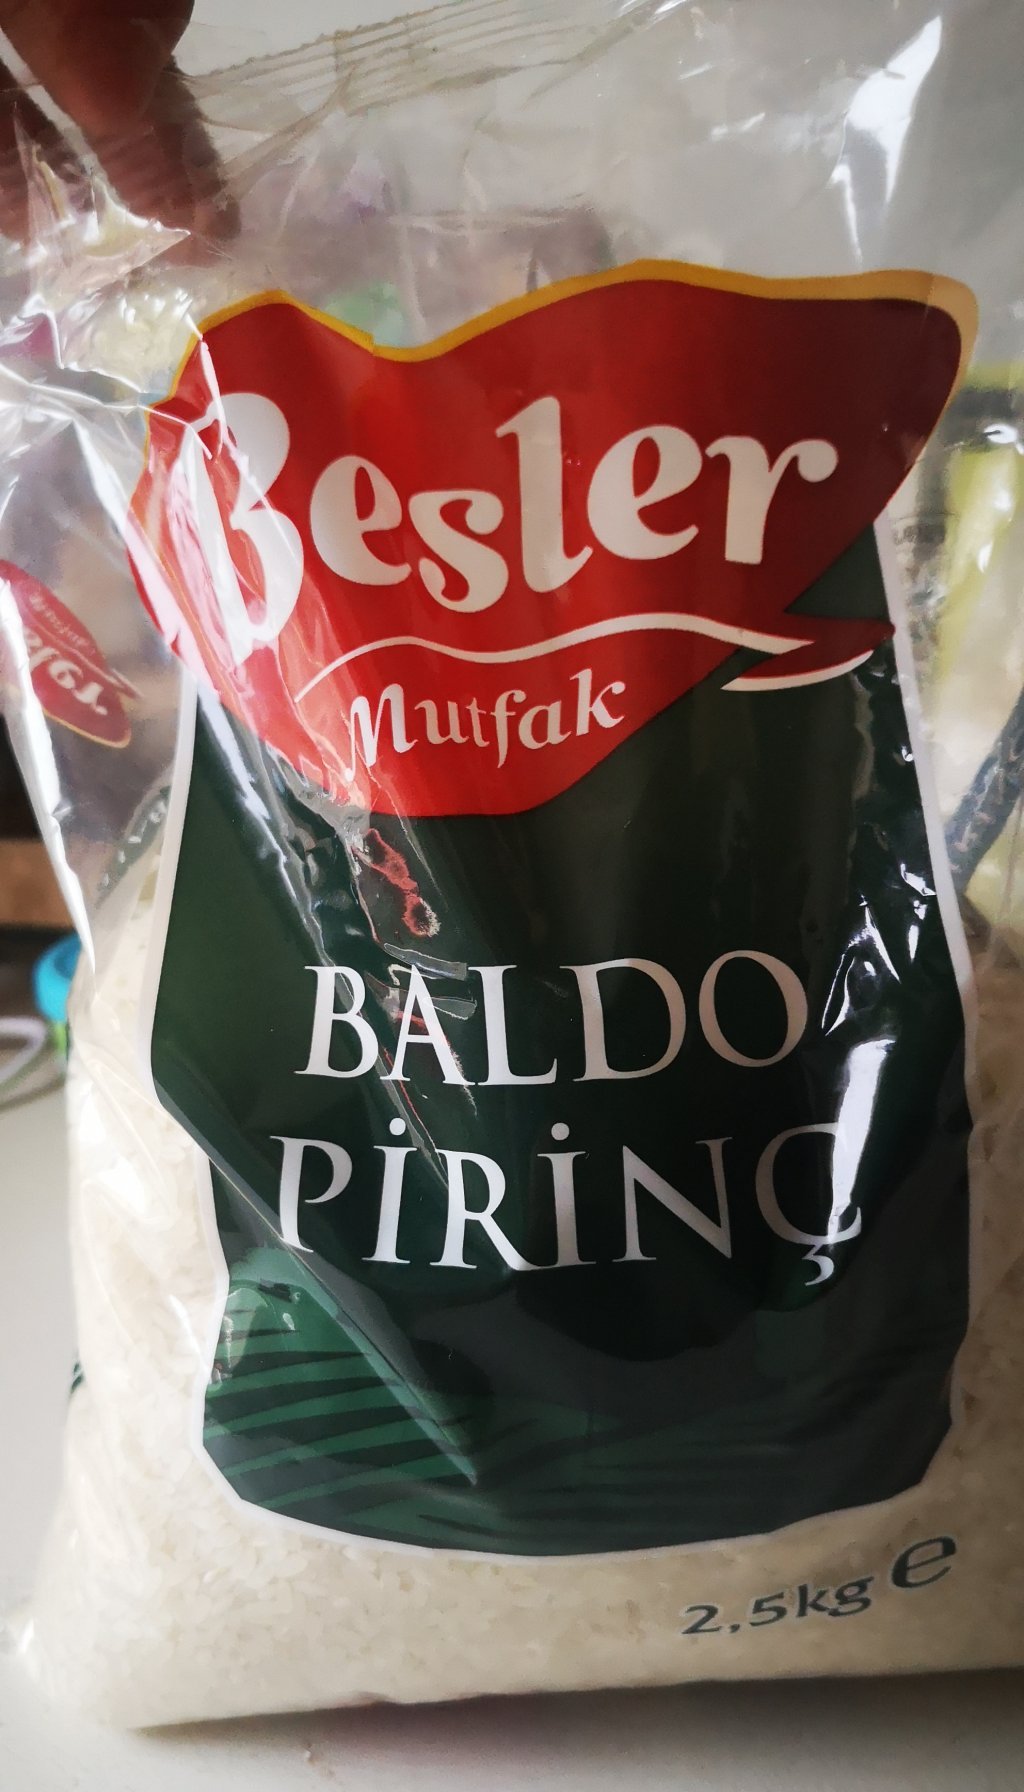 Besler
Mutfak
BALDO
PİRİNÇ
2,5kg e